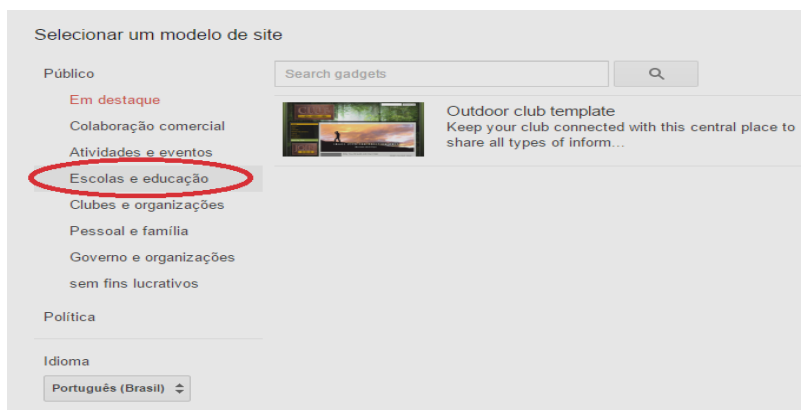 Selecionar um modelo de site
Público
Em destaque
Colaboração comercial
Atividades e eventos
Escolas e educação
Clubes e organizações
Pessoal e família
Governo e organizações
sem fins lucrativos
Política
Idioma
Português (Brasil)
Search gadgets
Outdoor club template
Keep your club connected with this central place to
share all types of inform...